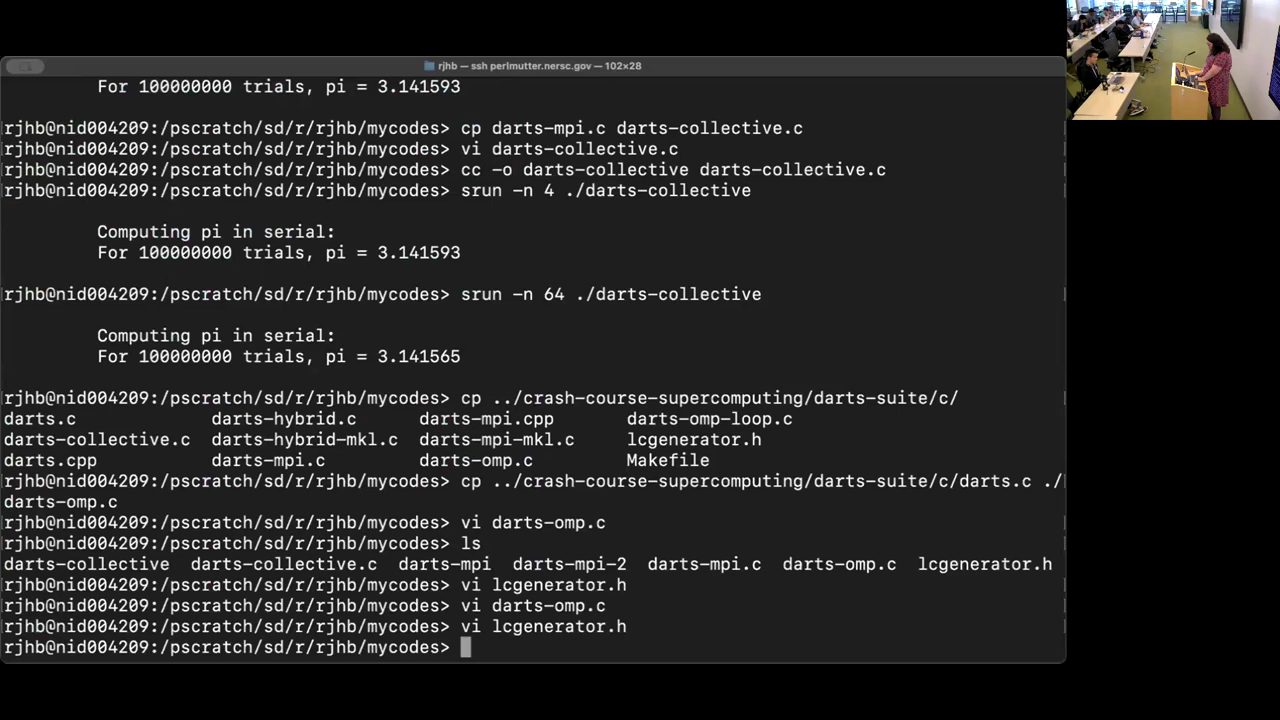 rjhb — ssh perlmutter.nersc.gov — 102×28
For 100000000 trials, pi = 3.141593
rjhb@nid004209:/pscratch/sd/r/rjhb/mycodes> cp darts-mpi.c darts-collective.c
rjhb@nid004209:/pscratch/sd/r/rjhb/mycodes> vi darts-collective.c
rjhb@nid004209:/pscratch/sd/r/rjhb/mycodes> cc -o darts-collective darts-collective.c
rjhb@nid004209:/pscratch/sd/r/rjhb/mycodes> srun -n 4 ./darts-collective
Computing pi in serial:
For 100000000 trials, pi = 3.141593
rjhb@nid004209:/pscratch/sd/r/rjhb/mycodes> srun -n 64 ./darts-collective
Computing pi in serial:
For 100000000 trials, pi = 3.141565
rjhb@nid004209:/pscratch/sd/r/rjhb/mycodes> cp ../crash-course-supercomputing/darts-suite/c/
darts.c darts-hybrid.c darts-mpi.cpp darts-omp-loop.c
darts-collective.c darts-hybrid-mkl.c darts-mpi-mkl.c lcgenerator.h
darts.cpp darts-mpi.c darts-omp.c Makefile
rjhb@nid004209:/pscratch/sd/r/rjhb/mycodes> cp ../crash-course-supercomputing/darts-suite/c/darts.c ./
darts-omp.c
rjhb@nid004209:/pscratch/sd/r/rjhb/mycodes> vi darts-omp.c
rjhb@nid004209:/pscratch/sd/r/rjhb/mycodes> ls
darts-collective darts-collective.c darts-mpi darts-mpi-2 darts-mpi.c darts-omp.c lcgenerator.h
rjhb@nid004209:/pscratch/sd/r/rjhb/mycodes> vi lcgenerator.h
rjhb@nid004209:/pscratch/sd/r/rjhb/mycodes> vi darts-omp.c
rjhb@nid004209:/pscratch/sd/r/rjhb/mycodes> vi lcgenerator.h
rjhb@nid004209:/pscratch/sd/r/rjhb/mycodes>